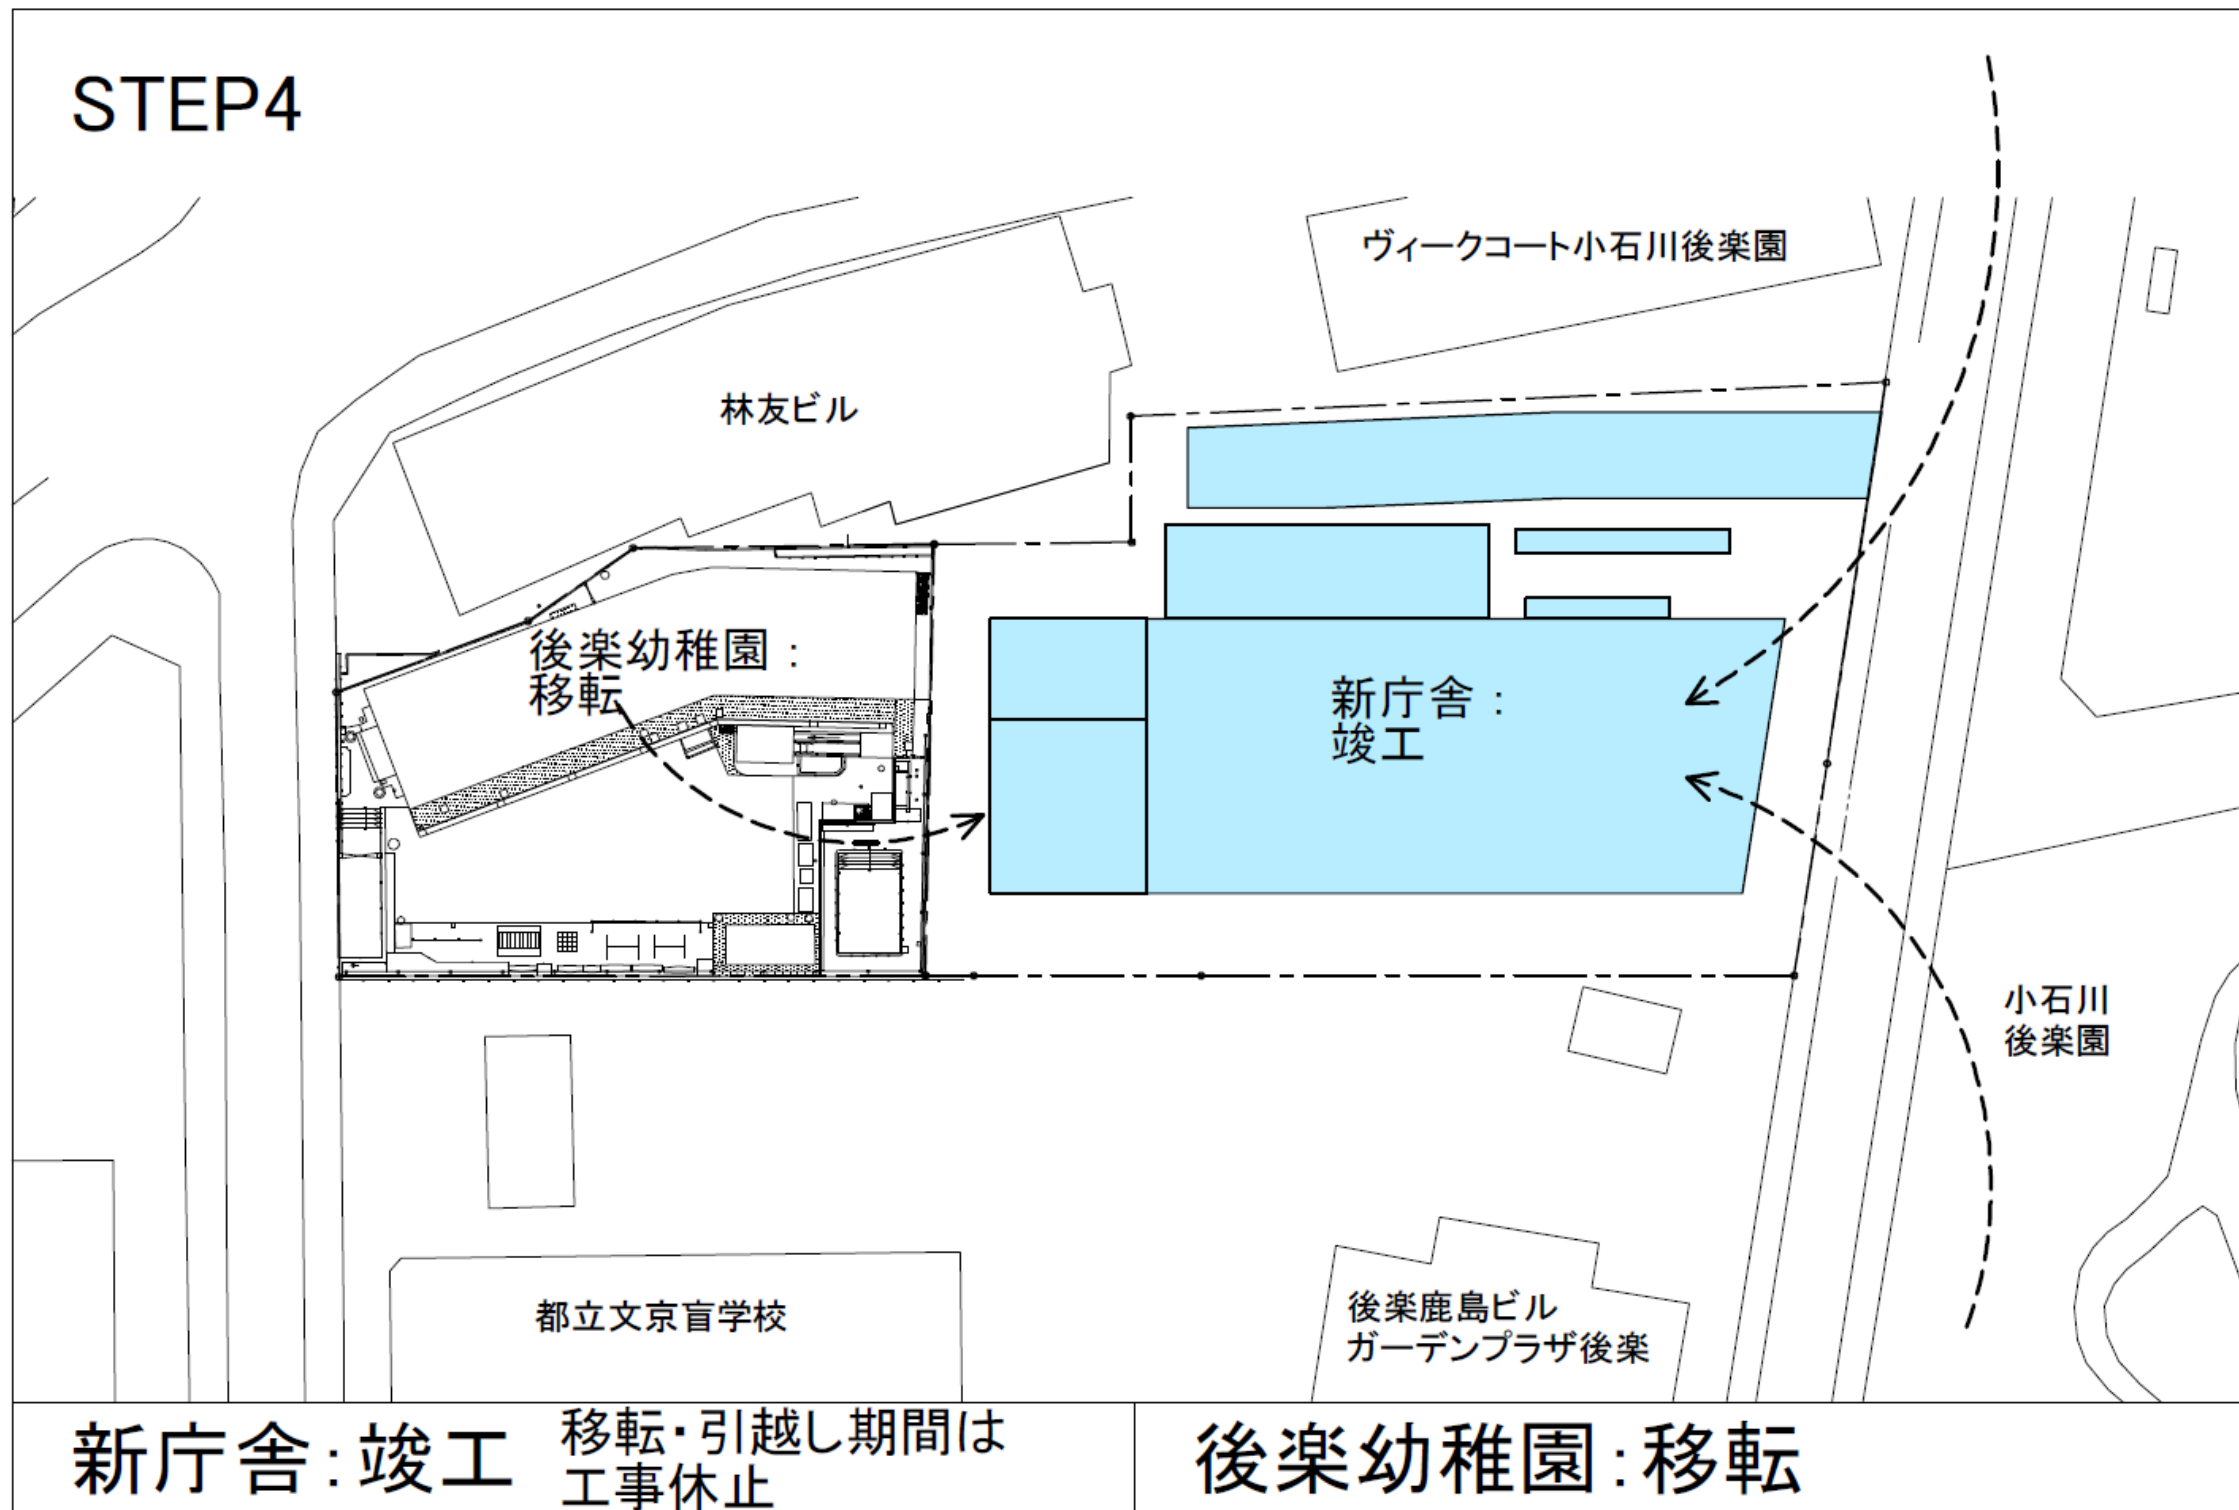 STEP4
ヴィークコート小石川後楽園
林友ビル
後楽幼稚園：
移転
新庁舎：
竣工
小石川
後楽園
都立文京盲学校
後楽鹿島ビル
ガーデンプラザ後楽
新庁舎：竣工
移転・引越し期間は
工事休止
後楽幼稚園：移転